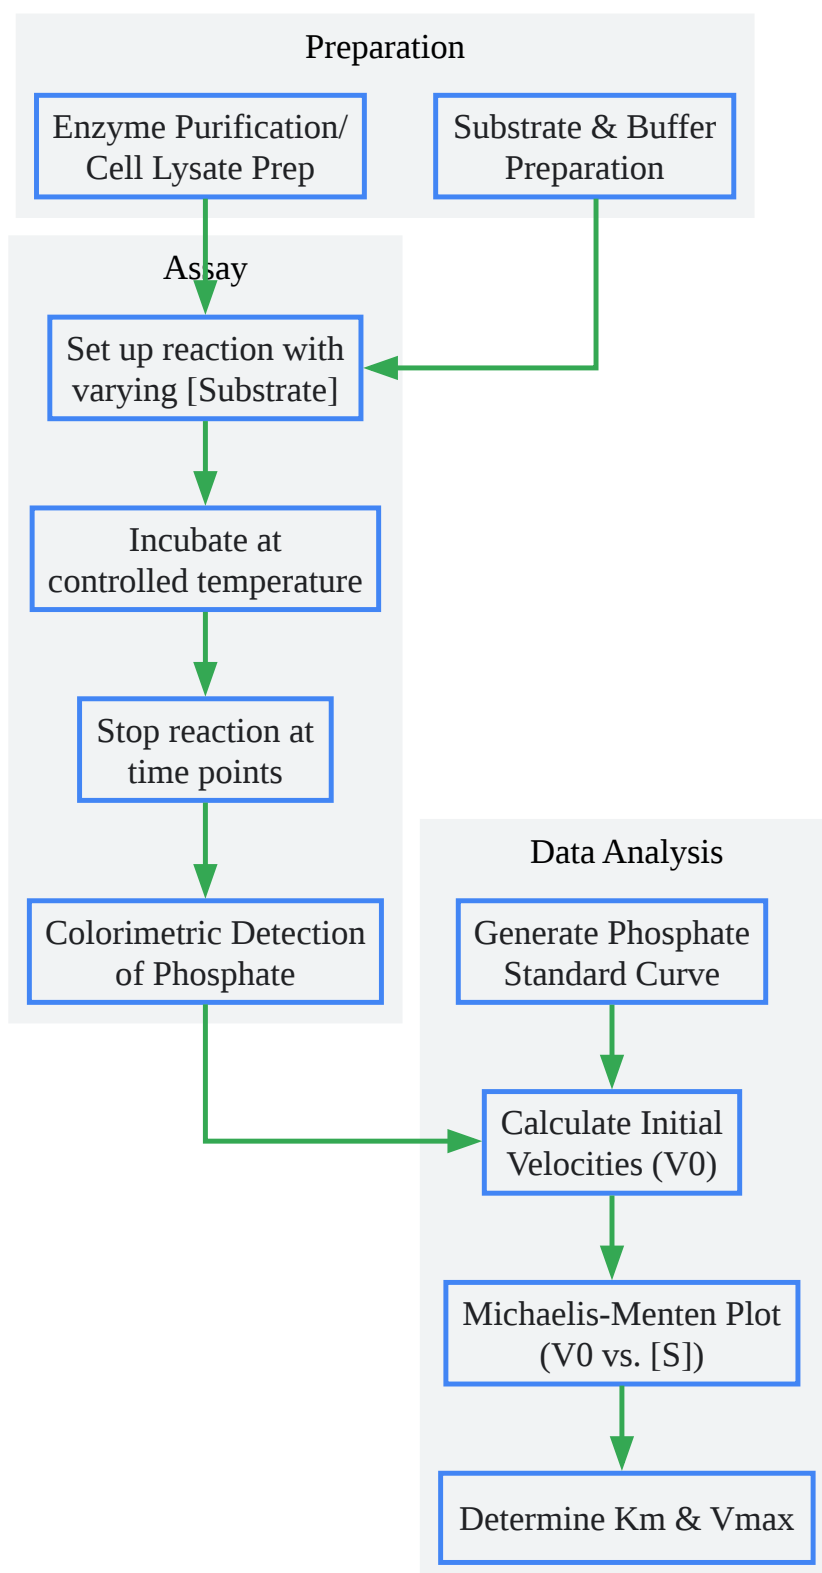 Preparation
Enzyme Purification/
Cell Lysate Prep
Substrate & Buffer
Preparation
Assay
Set up reaction with
varying [Substrate]
Incubate at
controlled temperature
Stop reaction at
time points
Colorimetric Detection
of Phosphate
Data Analysis
Generate Phosphate
Standard Curve
Calculate Initial
Velocities (V0)
Michaelis-Menten Plot
(V0 vs. [S])
Determine Km & Vmax